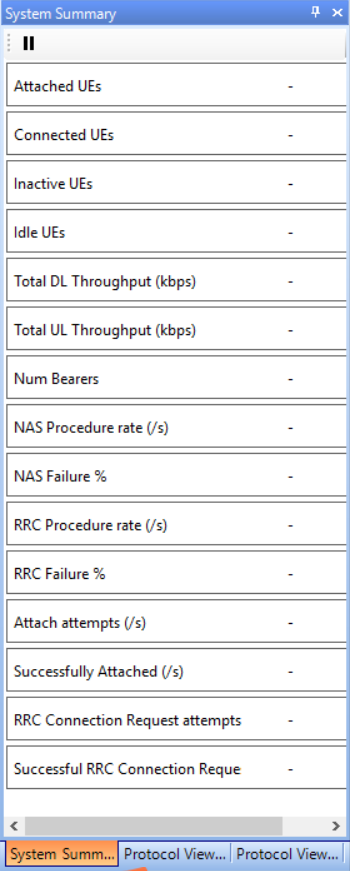 System Summary
Attached UEs -
Connected UEs -
Inactive UEs -
Idle UEs -
Total DL Throughput (kbps) -
Total UL Throughput (kbps) -
Num Bearers -
NAS Procedure rate (/s) -
NAS Failure % -
RRC Procedure rate (/s) -
RRC Failure % -
Attach attempts (/s) -
Successfully Attached (/s) -
RRC Connection Request attempts -
Successful RRC Connection Reque -
System Summ... Protocol View... Protocol View...